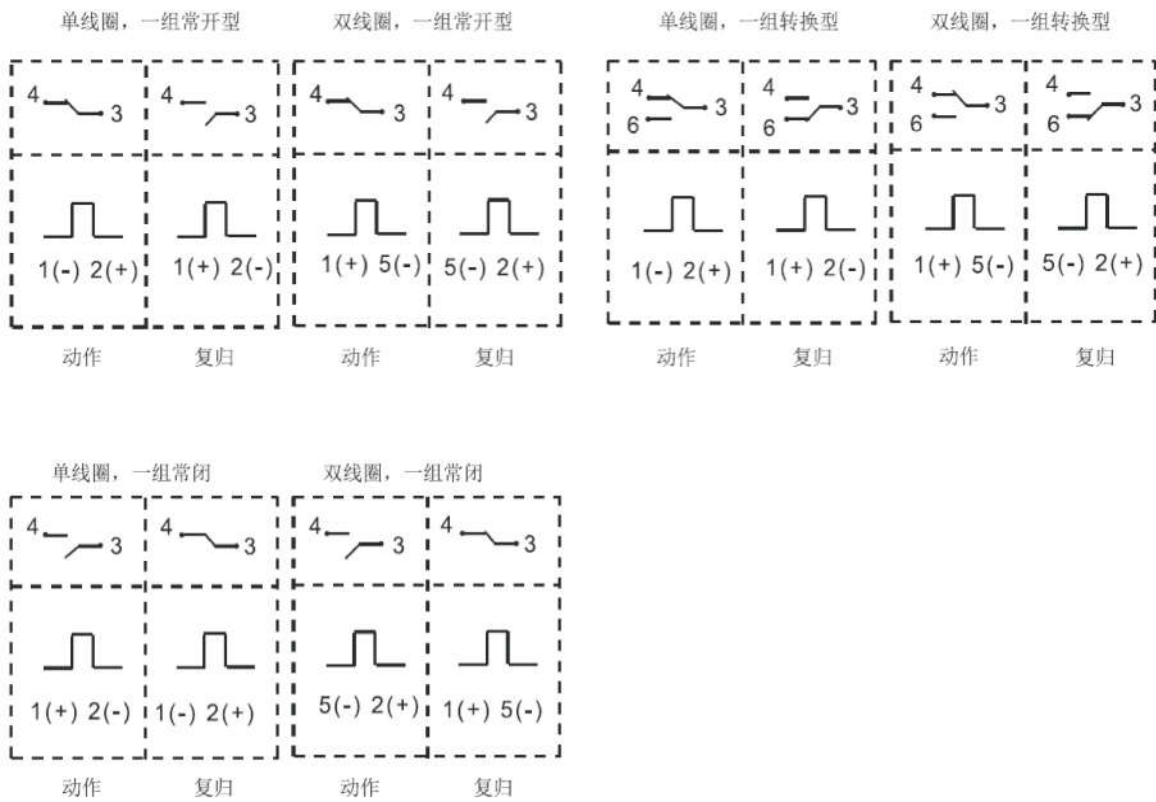 单线圈，一组常开型 双线圈，一组常开型 单线圈，一组转换型 双线圈，一组转换型
4 3 4 3 4 3 4 3 4 6 3 4 6 3 4 6 3 4 6 3
1(-) 2(+) 1(+) 2(-) 1(+) 5(-) 5(-) 2(+) 1(-) 2(+) 1(+) 2(-) 1(+) 5(-) 5(-) 2(+)
动作 复归 动作 复归 动作 复归 动作 复归
单线圈，一组常闭 双线圈，一组常闭
4 3 4 3 4 3 4 3
1(+) 2(-) 1(-) 2(+) 5(-) 2(+) 1(+) 5(-)
动作 复归 动作 复归